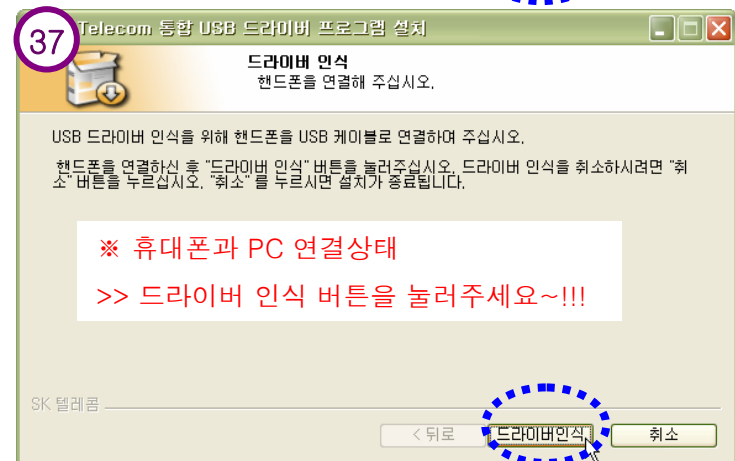 37
Telecom 통합 USB 드라이버 프로그램 설치
드라이버 인식
핸드폰을 연결해 주십시오.
USB 드라이버 인식을 위해 핸드폰을 USB 케이블로 연결하여 주십시오.
핸드폰을 연결하신 후 "드라이버 인식" 버튼을 눌러주십시오. 드라이버 인식을 취소하시려면 "취
소" 버튼을 누르십시오. "취소" 를 누르시면 설치가 종료됩니다.
※ 휴대폰과 PC 연결상태
>> 드라이버 인식 버튼을 눌러주세요~!!!
SK 텔레콤
< 뒤로
드라이버인식
취소